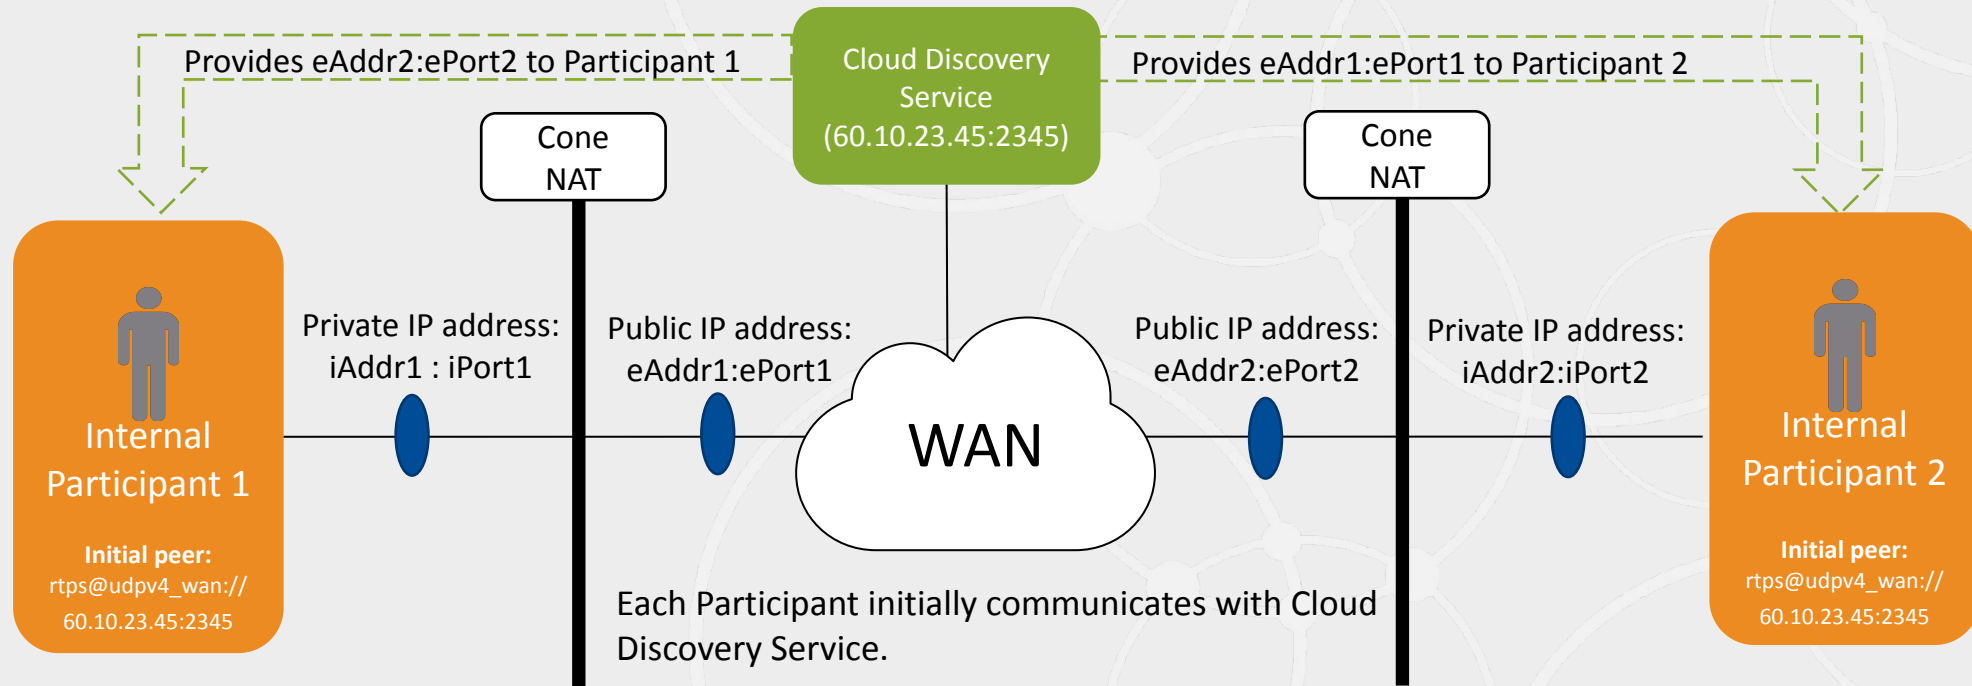 Provides eAddr2:ePort2 to Participant 1
Cloud Discovery
Service
(60.10.23.45:2345)
Provides eAddr1:ePort1 to Participant 2
Cone
NAT
Cone
NAT
Private IP address:
iAddr1 : iPort1
Public IP address:
eAddr1:ePort1
Public IP address:
eAddr2:ePort2
Private IP address:
iAddr2:iPort2
WAN
Internal
Participant 1
Initial peer:
rtps@udpv4_wan://
60.10.23.45:2345
Internal
Participant 2
Initial peer:
rtps@udpv4_wan://
60.10.23.45:2345
Each Participant initially communicates with Cloud
Discovery Service.